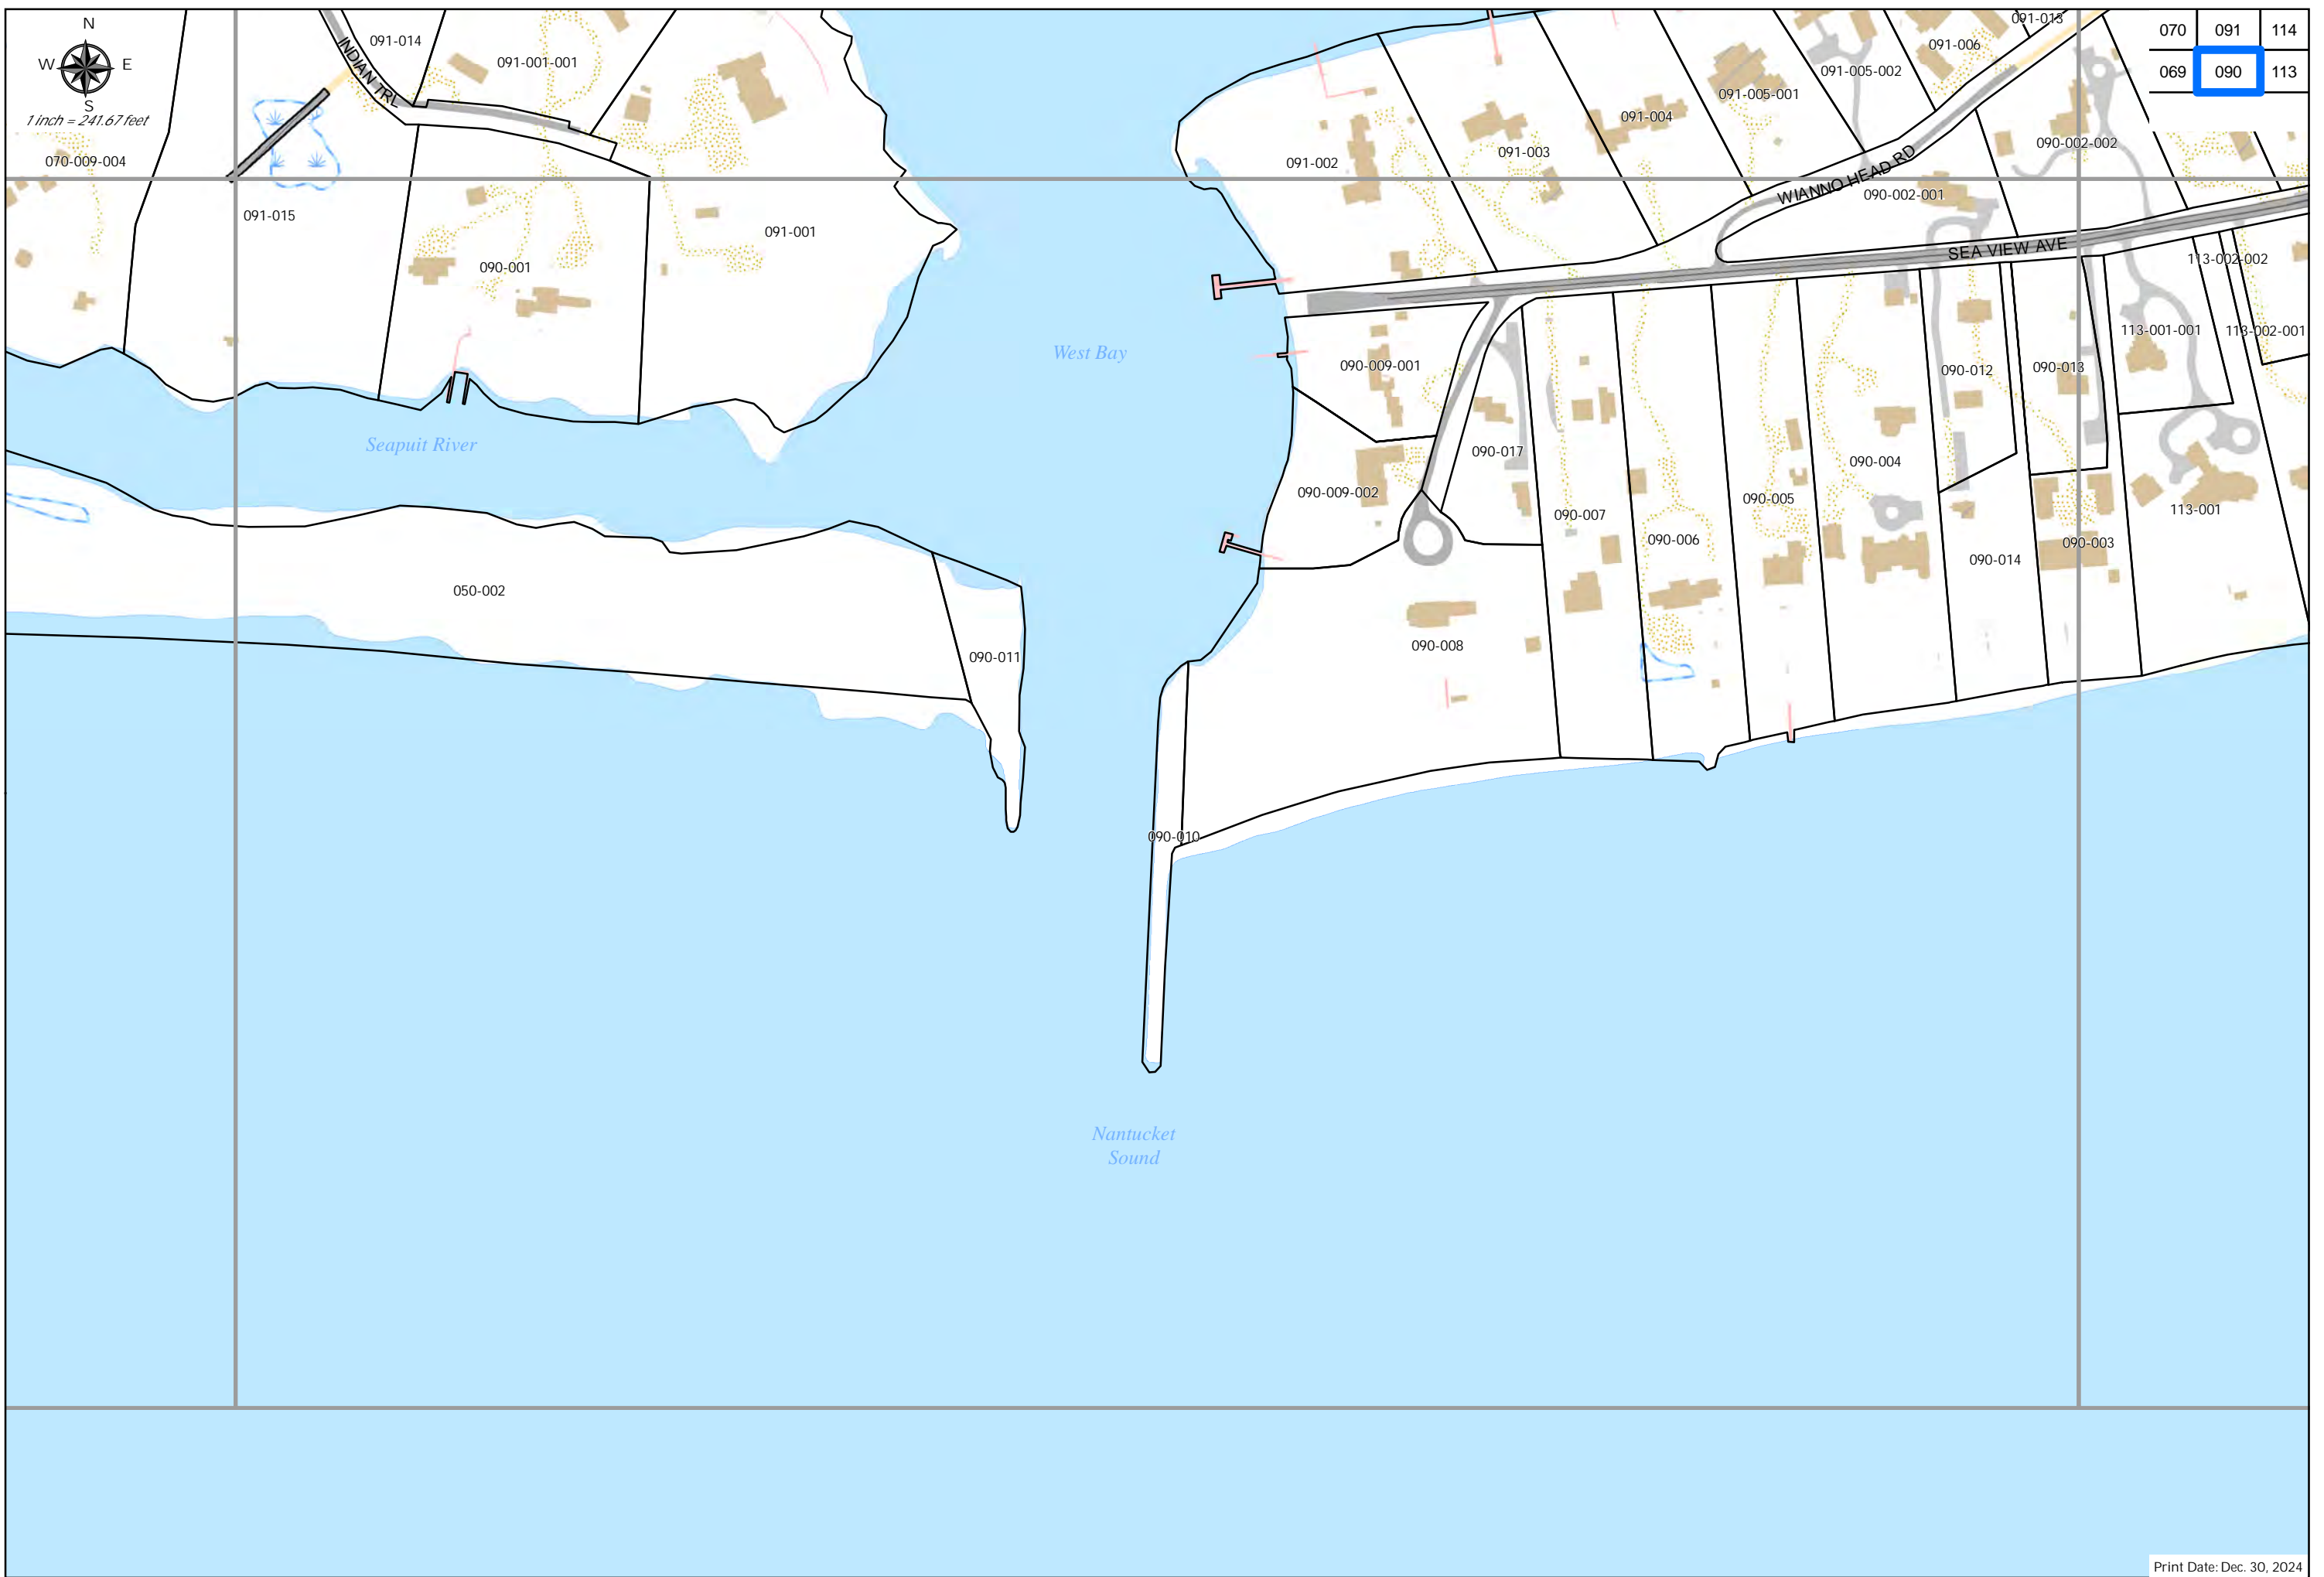 N
W E
S
1 inch = 241.67 feet
070 091 114
069 090 113
INDIAN TRL
091-014
091-001-001
091-013
091-006
091-005-002
091-005-001
091-004
091-003
091-002
090-002-002
070-009-004
WIANNO HEAD RD
090-002-001
091-015
091-001
SEA VIEW AVE
113-002-002
090-001
113-001-001
113-002-001
West Bay
090-009-001
090-012
090-013
Seapuit River
090-017
090-004
090-009-002
090-005
090-007
113-001
090-006
090-003
090-014
050-002
090-008
090-011
090-010
Nantucket
Sound
Print Date: Dec. 30, 2024